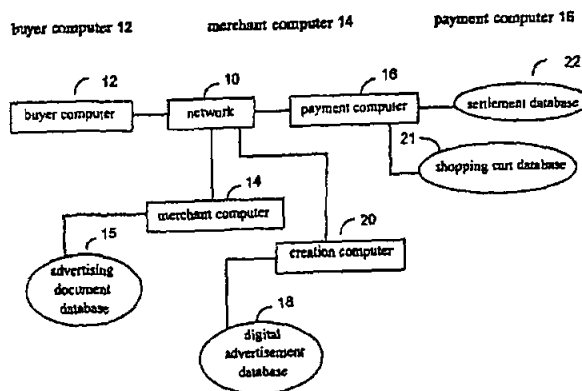 buyer computer 12 merchant computer 14 payment computer 16
12 10 16 22
buyer computer network payment computer settlement database
21
shopping cart database
14
merchant computer
20
15
creation computer
advertising
document
database
18
digital
advertisement
database